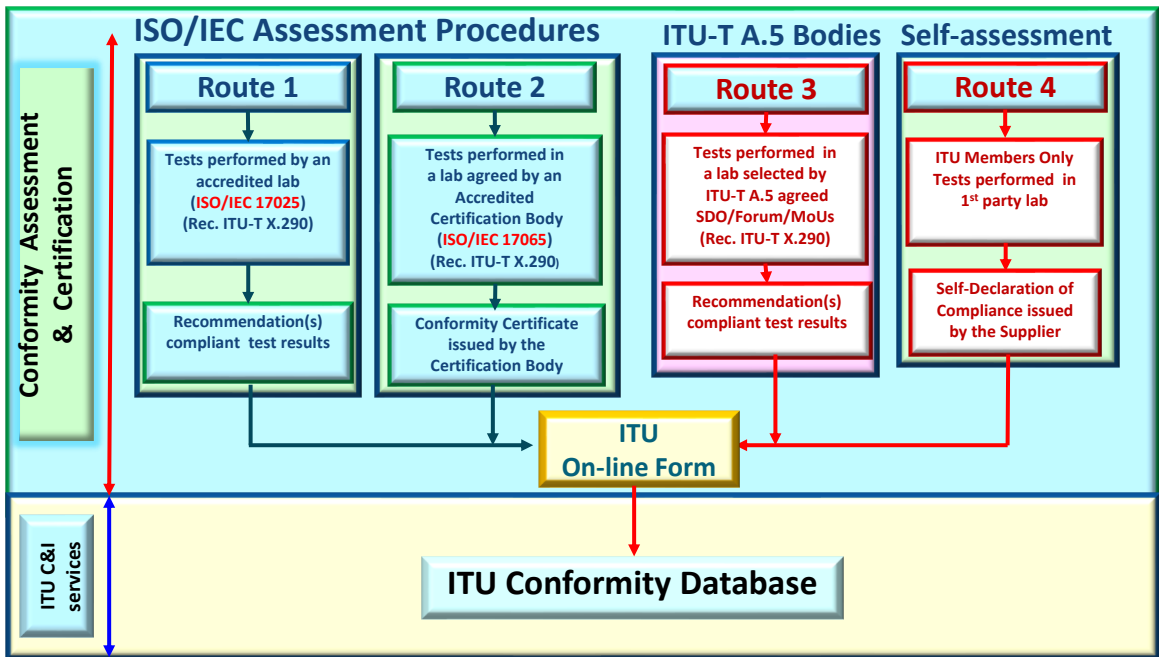 ISO/IEC Assessment Procedures
ITU-T A.5 Bodies
Self-assessment
Conformity Assessment
& Certification
Route 1
Tests performed by an
accredited lab
(ISO/IEC 17025)
(Rec. ITU-T X.290)
Recommendation(s)
compliant test results
Route 2
Tests performed in
a lab agreed by an
Accredited
Certification Body
(ISO/IEC 17065)
(Rec. ITU-T X.290)
Conformity Certificate
issued by the
Certification Body
Route 3
Tests performed in
a lab selected by
ITU-T A.5 agreed
SDO/Forum/MoUs
(Rec. ITU-T X.290)
Recommendation(s)
compliant test results
Route 4
ITU Members Only
Tests performed in
1st party lab
Self-Declaration of
Compliance issued
by the Supplier
ITU
On-line Form
ITU C&I
services
ITU Conformity Database